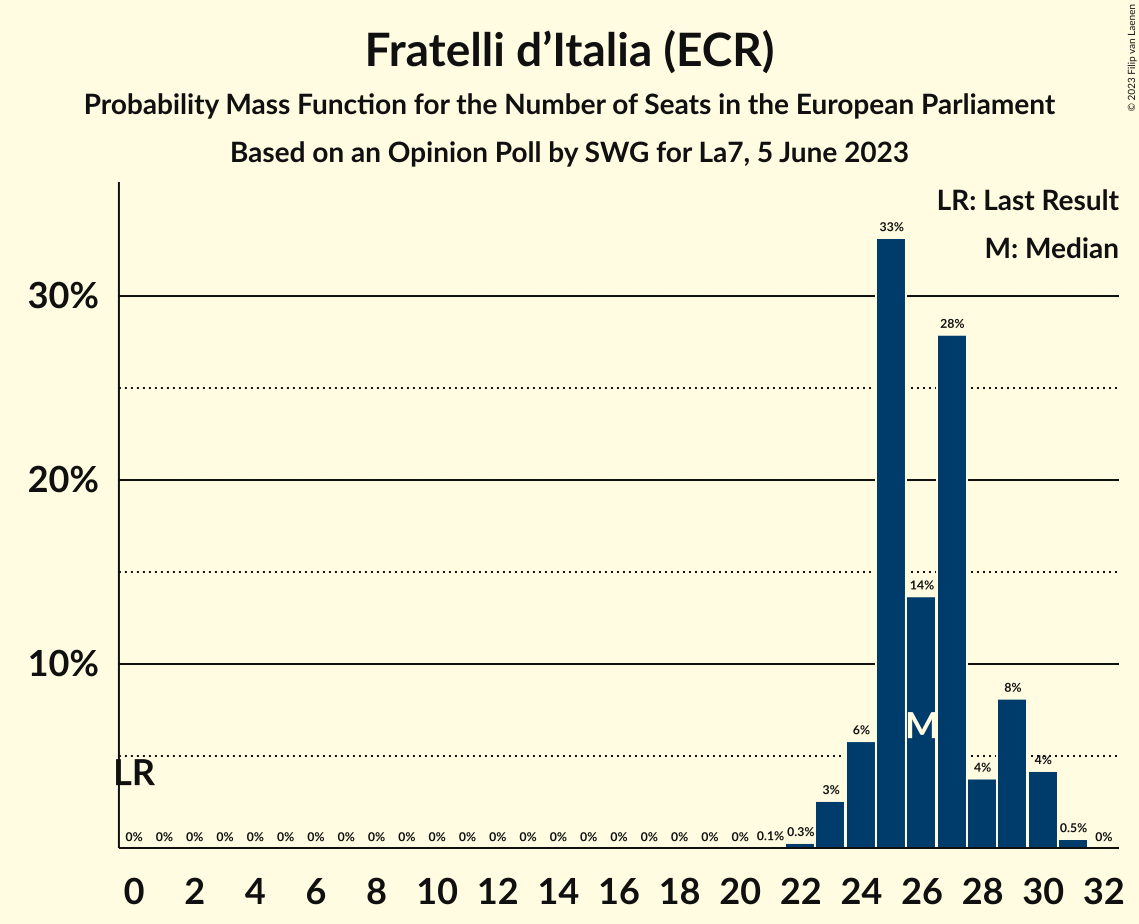 Fratelli d’Italia (ECR)
Probability Mass Function for the Number of Seats in the European Parliament
Based on an Opinion Poll by SWG for La7, 5 June 2023
© 2023 Filip van Laenen
LR: Last Result
M: Median
30%
20%
10%
33%
28%
14%
8%
6%
4%
4%
3%
0.5%
0.3%
0.1%
M
LR
0% 0% 0% 0% 0% 0% 0% 0% 0% 0% 0% 0% 0% 0% 0% 0% 0% 0% 0% 0% 0% 0%
0 2 4 6 8 10 12 14 16 18 20 22 24 26 28 30 32